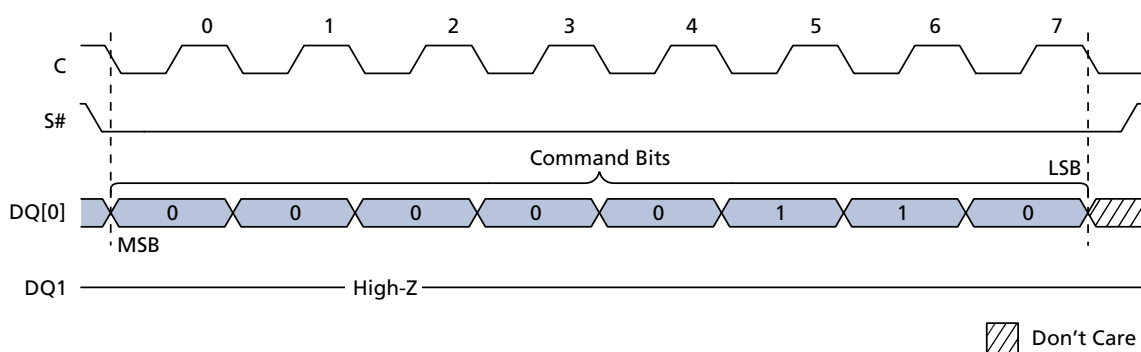 0 1 2 3 4 5 6 7
C
S#
Command Bits
LSB
DQ[0] 0 0 0 0 0 1 1 0
MSB
DQ1 High-Z
Don't Care